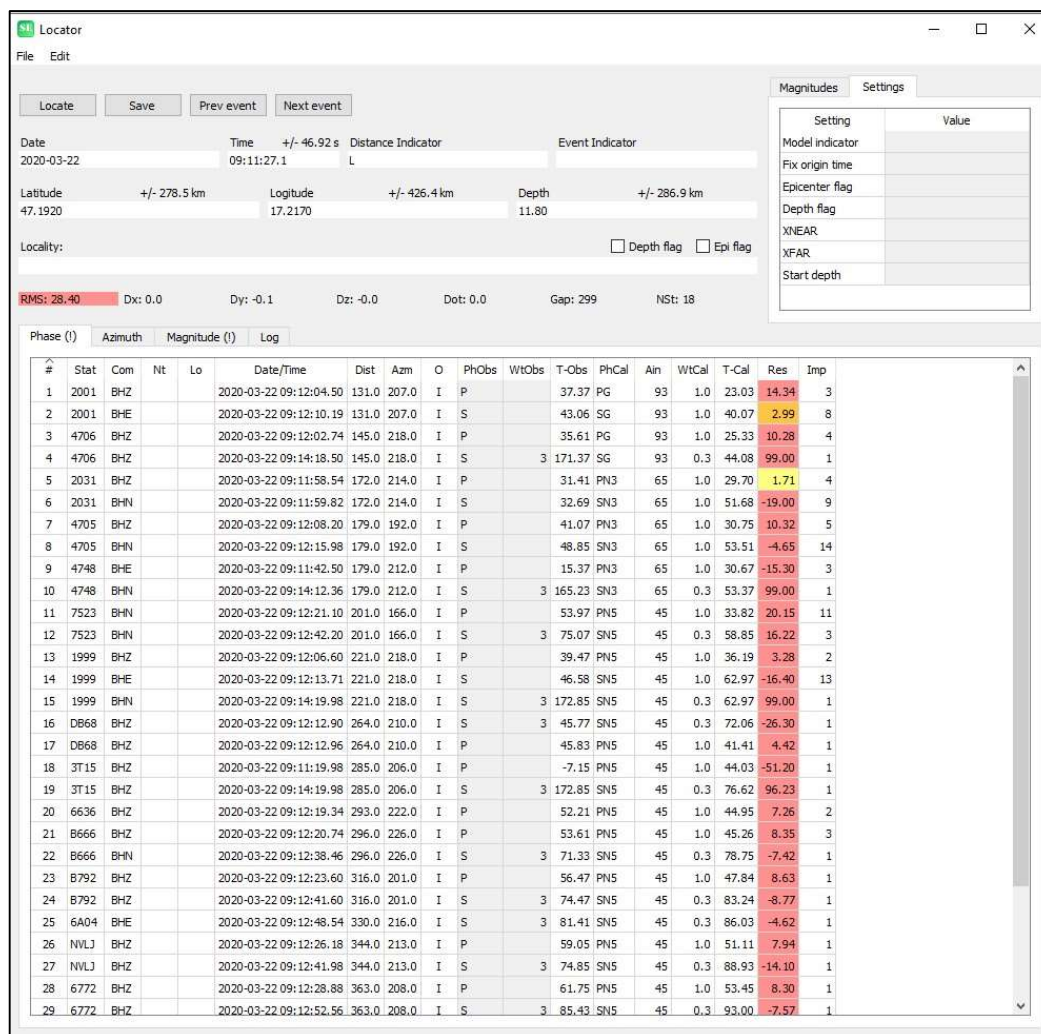 SE Locator
File Edit
Magnitudes Settings
Locate Save Prev event Next event
Setting Value
Date Time +/- 46.92 s Distance Indicator Event Indicator
Model indicator
2020-03-22 09:11:27.1 L
Fix origin time
Epicenter flag
Latitude +/- 278.5 km Logitude +/- 426.4 km Depth +/- 286.9 km
Depth flag
47.1920 17.2170 11.80
XNEAR
Locality: Depth flag Epi flag
XFAR
Start depth
RMS: 28.40 Dx: 0.0 Dy: -0.1 Dz: -0.0 Dot: 0.0 Gap: 299 NSt: 18
Phase (!) Azimuth Magnitude (!) Log
# Stat Com Nt Lo Date/Time Dist Azm O PhObs WtObs T-Obs PhCal Ain WtCal T-Cal Res Imp
1 2001 BHZ 2020-03-22 09:12:04.50 131.0 207.0 I P 37.37 PG 93 1.0 23.03 14.34 3
2 2001 BHE 2020-03-22 09:12:10.19 131.0 207.0 I S 43.06 SG 93 1.0 40.07 2.99 8
3 4706 BHZ 2020-03-22 09:12:02.74 145.0 218.0 I P 35.61 PG 93 1.0 25.33 10.28 4
4 4706 BHZ 2020-03-22 09:14:18.50 145.0 218.0 I S 3 171.37 SG 93 0.3 44.08 99.00 1
5 2031 BHZ 2020-03-22 09:11:58.54 172.0 214.0 I P 31.41 PN3 65 1.0 29.70 1.71 4
6 2031 BHN 2020-03-22 09:11:59.82 172.0 214.0 I S 32.69 SN3 65 1.0 51.68 -19.00 9
7 4705 BHZ 2020-03-22 09:12:08.20 179.0 192.0 I P 41.07 PN3 65 1.0 30.75 10.32 5
8 4705 BHN 2020-03-22 09:12:15.98 179.0 192.0 I S 48.85 SN3 65 1.0 53.51 -4.65 14
9 4748 BHE 2020-03-22 09:11:42.50 179.0 212.0 I P 15.37 PN3 65 1.0 30.67 -15.30 3
10 4748 BHN 2020-03-22 09:14:12.36 179.0 212.0 I S 3 165.23 SN3 65 0.3 53.37 99.00 1
11 7523 BHN 2020-03-22 09:12:21.10 201.0 166.0 I P 53.97 PN5 45 1.0 33.82 20.15 11
12 7523 BHN 2020-03-22 09:12:42.20 201.0 166.0 I S 3 75.07 SN5 45 0.3 58.85 16.22 3
13 1999 BHZ 2020-03-22 09:12:06.60 221.0 218.0 I P 39.47 PN5 45 1.0 36.19 3.28 2
14 1999 BHE 2020-03-22 09:12:13.71 221.0 218.0 I S 46.58 SN5 45 1.0 62.97 -16.40 13
15 1999 BHN 2020-03-22 09:14:19.98 221.0 218.0 I S 3 172.85 SN5 45 0.3 62.97 99.00 1
16 DB68 BHZ 2020-03-22 09:12:12.90 264.0 210.0 I S 3 45.77 SN5 45 0.3 72.06 -26.30 1
17 DB68 BHZ 2020-03-22 09:12:12.96 264.0 210.0 I P 45.83 PN5 45 1.0 41.41 4.42 1
18 3T15 BHZ 2020-03-22 09:11:19.98 285.0 206.0 I P -7.15 PN5 45 1.0 44.03 -51.20 1
19 3T15 BHZ 2020-03-22 09:14:19.98 285.0 206.0 I S 3 172.85 SN5 45 0.3 76.62 96.23 1
20 6636 BHZ 2020-03-22 09:12:19.34 293.0 222.0 I P 52.21 PN5 45 1.0 44.95 7.26 2
21 B666 BHZ 2020-03-22 09:12:20.74 296.0 226.0 I P 53.61 PN5 45 1.0 45.26 8.35 3
22 B666 BHN 2020-03-22 09:12:38.46 296.0 226.0 I S 3 71.33 SN5 45 0.3 78.75 -7.42 1
23 B792 BHZ 2020-03-22 09:12:23.60 316.0 201.0 I P 56.47 PN5 45 1.0 47.84 8.63 1
24 B792 BHZ 2020-03-22 09:12:41.60 316.0 201.0 I S 3 74.47 SN5 45 0.3 83.24 -8.77 1
25 6A04 BHE 2020-03-22 09:12:48.54 330.0 216.0 I S 3 81.41 SN5 45 0.3 86.03 -4.62 1
26 NVLJ BHZ 2020-03-22 09:12:26.18 344.0 213.0 I P 59.05 PN5 45 1.0 51.11 7.94 1
27 NVLJ BHZ 2020-03-22 09:12:41.98 344.0 213.0 I S 3 74.85 SN5 45 0.3 88.93 -14.10 1
28 6772 BHZ 2020-03-22 09:12:28.88 363.0 208.0 I P 61.75 PN5 45 1.0 53.45 8.30 1
29 6772 BHZ 2020-03-22 09:12:52.56 363.0 208.0 I S 3 85.43 SN5 45 0.3 93.00 -7.57 1